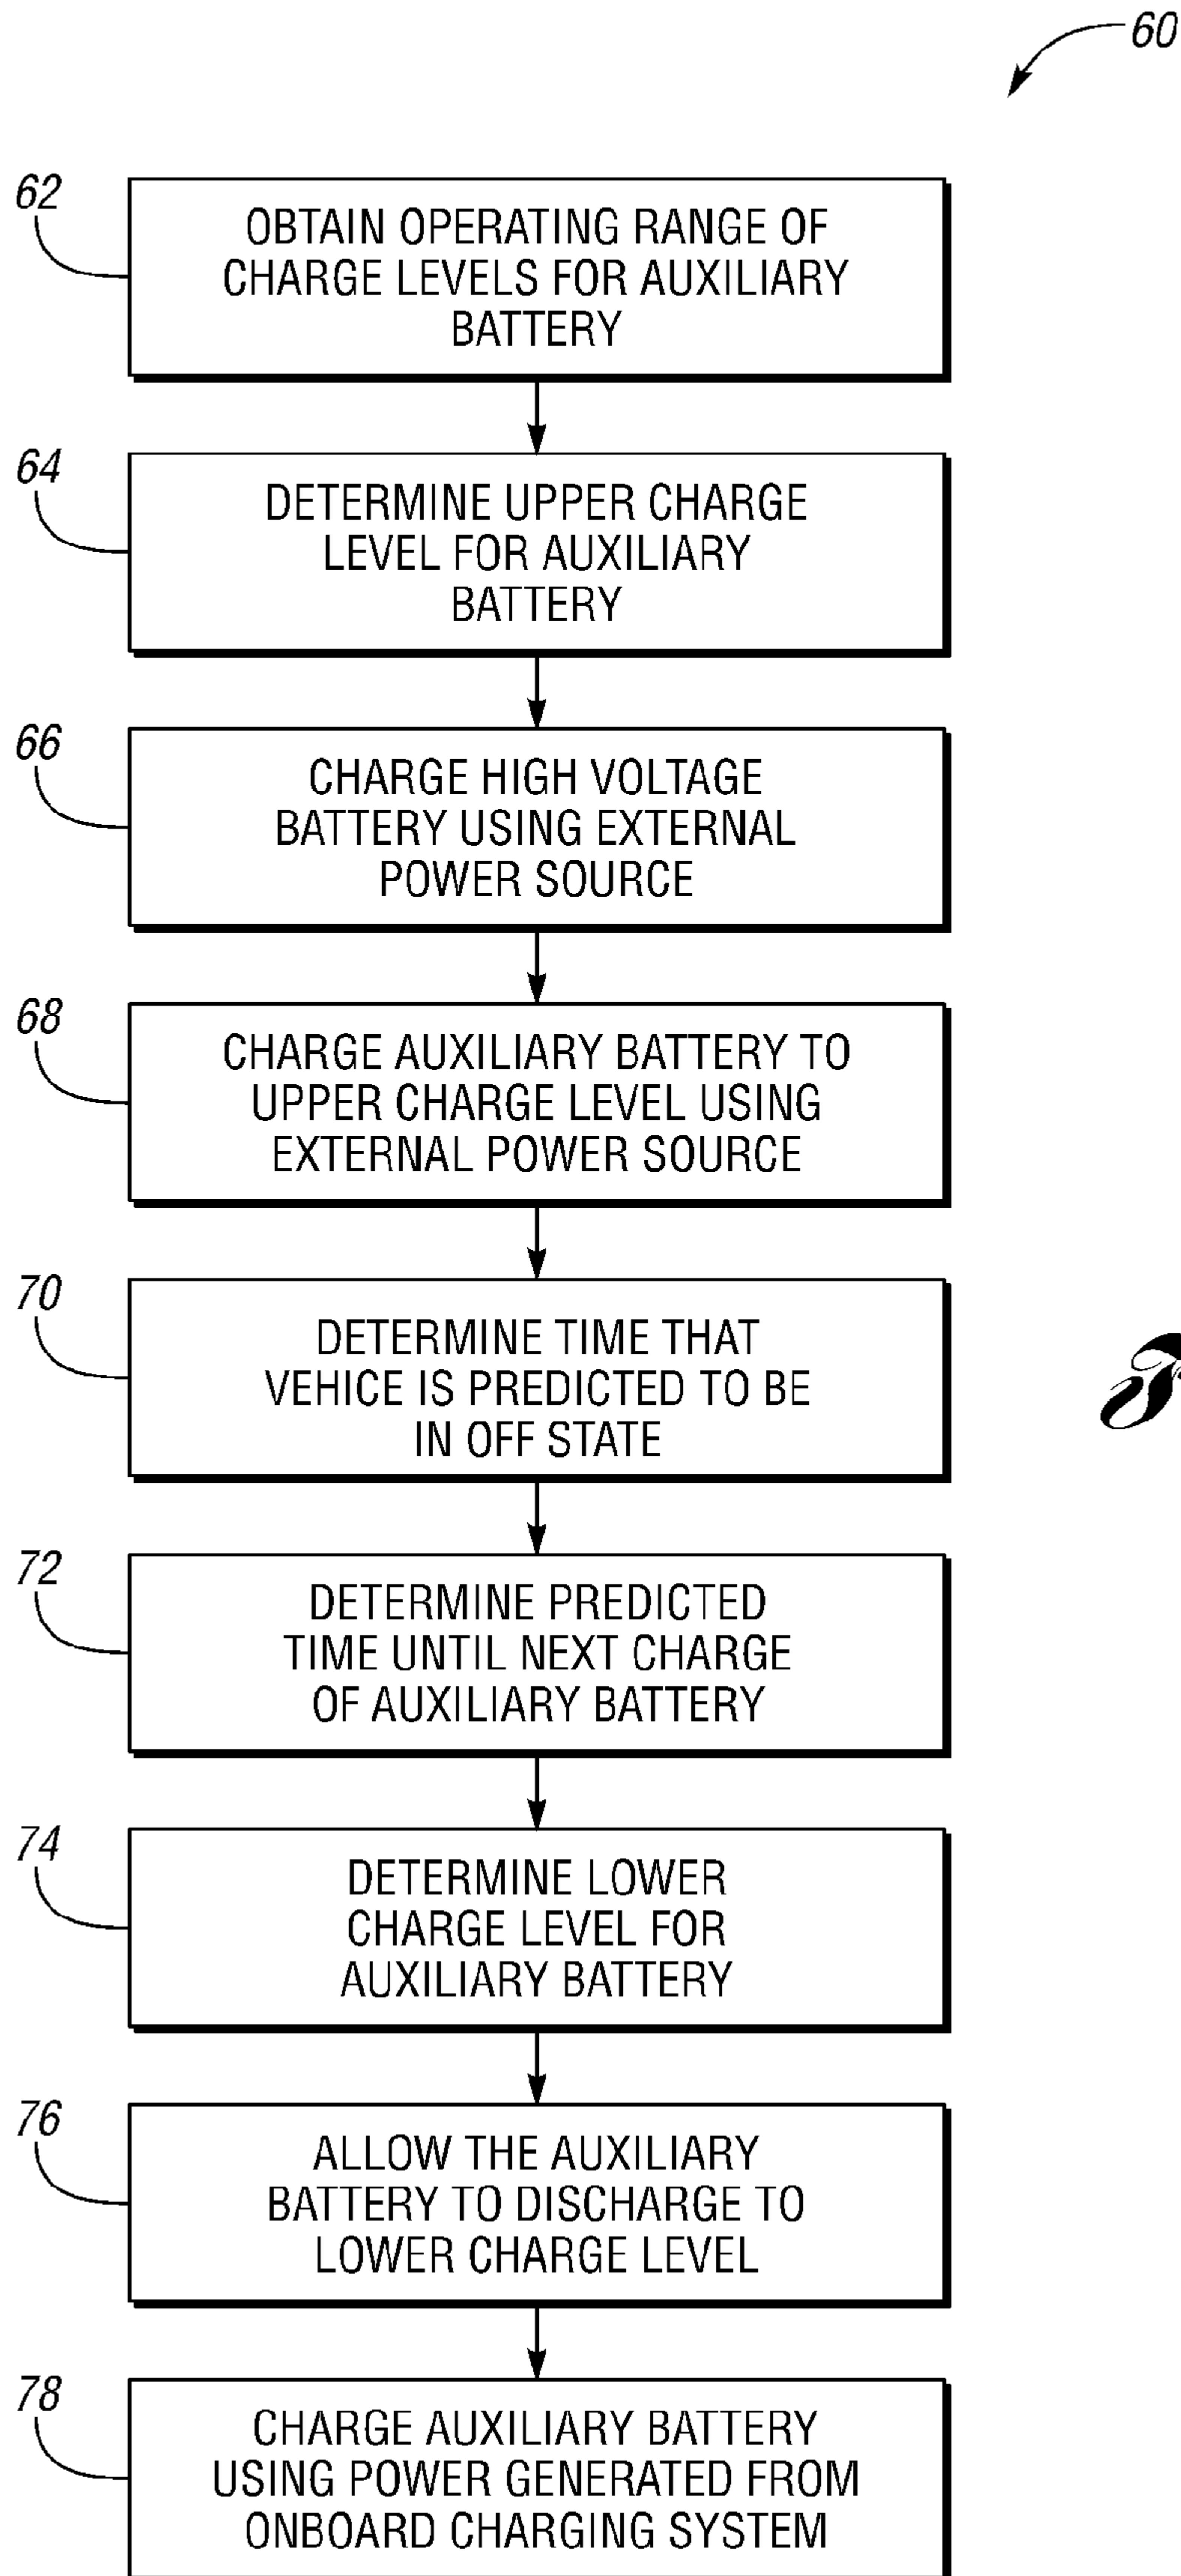 60
62
OBTAIN OPERATING RANGE OF
CHARGE LEVELS FOR AUXILIARY
BATTERY
64
DETERMINE UPPER CHARGE
LEVEL FOR AUXILIARY
BATTERY
66
CHARGE HIGH VOLTAGE
BATTERY USING EXTERNAL
POWER SOURCE
68
CHARGE AUXILIARY BATTERY TO
UPPER CHARGE LEVEL USING
EXTERNAL POWER SOURCE
70
DETERMINE TIME THAT
VEHICE IS PREDICTED TO BE
IN OFF STATE
72
DETERMINE PREDICTED
TIME UNTIL NEXT CHARGE
OF AUXILIARY BATTERY
74
DETERMINE LOWER
CHARGE LEVEL FOR
AUXILIARY BATTERY
76
ALLOW THE AUXILIARY
BATTERY TO DISCHARGE TO
LOWER CHARGE LEVEL
78
CHARGE AUXILIARY BATTERY
USING POWER GENERATED FROM
ONBOARD CHARGING SYSTEM